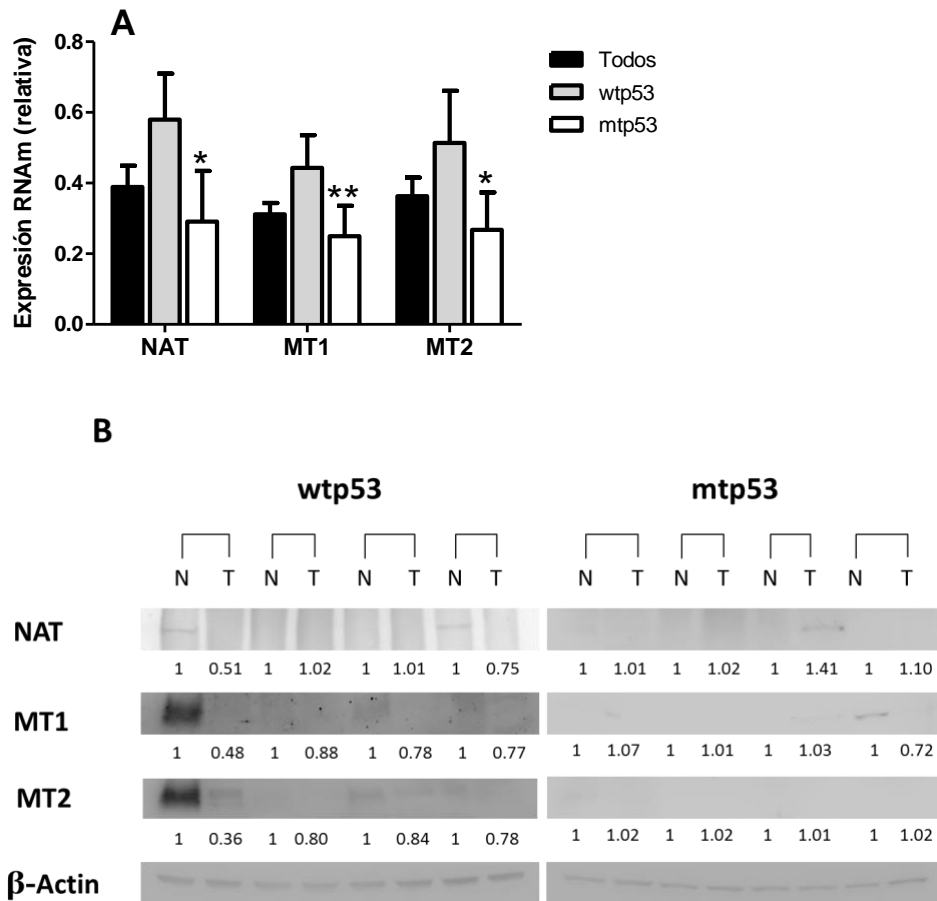 A
Expresión RNAm (relativa)
0.8
0.6
0.4
0.2
0.0
* ** *
NAT MT1 MT2
Todos
wtp53
mtp53
B
wtp53 mtp53
N T N T N T N T N T N T N T N T
NAT
1 0.51 1 1.02 1 1.01 1 0.75 1 1.01 1 1.02 1 1.41 1 1.10
MT1
1 0.48 1 0.88 1 0.78 1 0.77 1 1.07 1 1.01 1 1.03 1 0.72
MT2
1 0.36 1 0.80 1 0.84 1 0.78 1 1.02 1 1.02 1 1.01 1 1.02
β-Actin